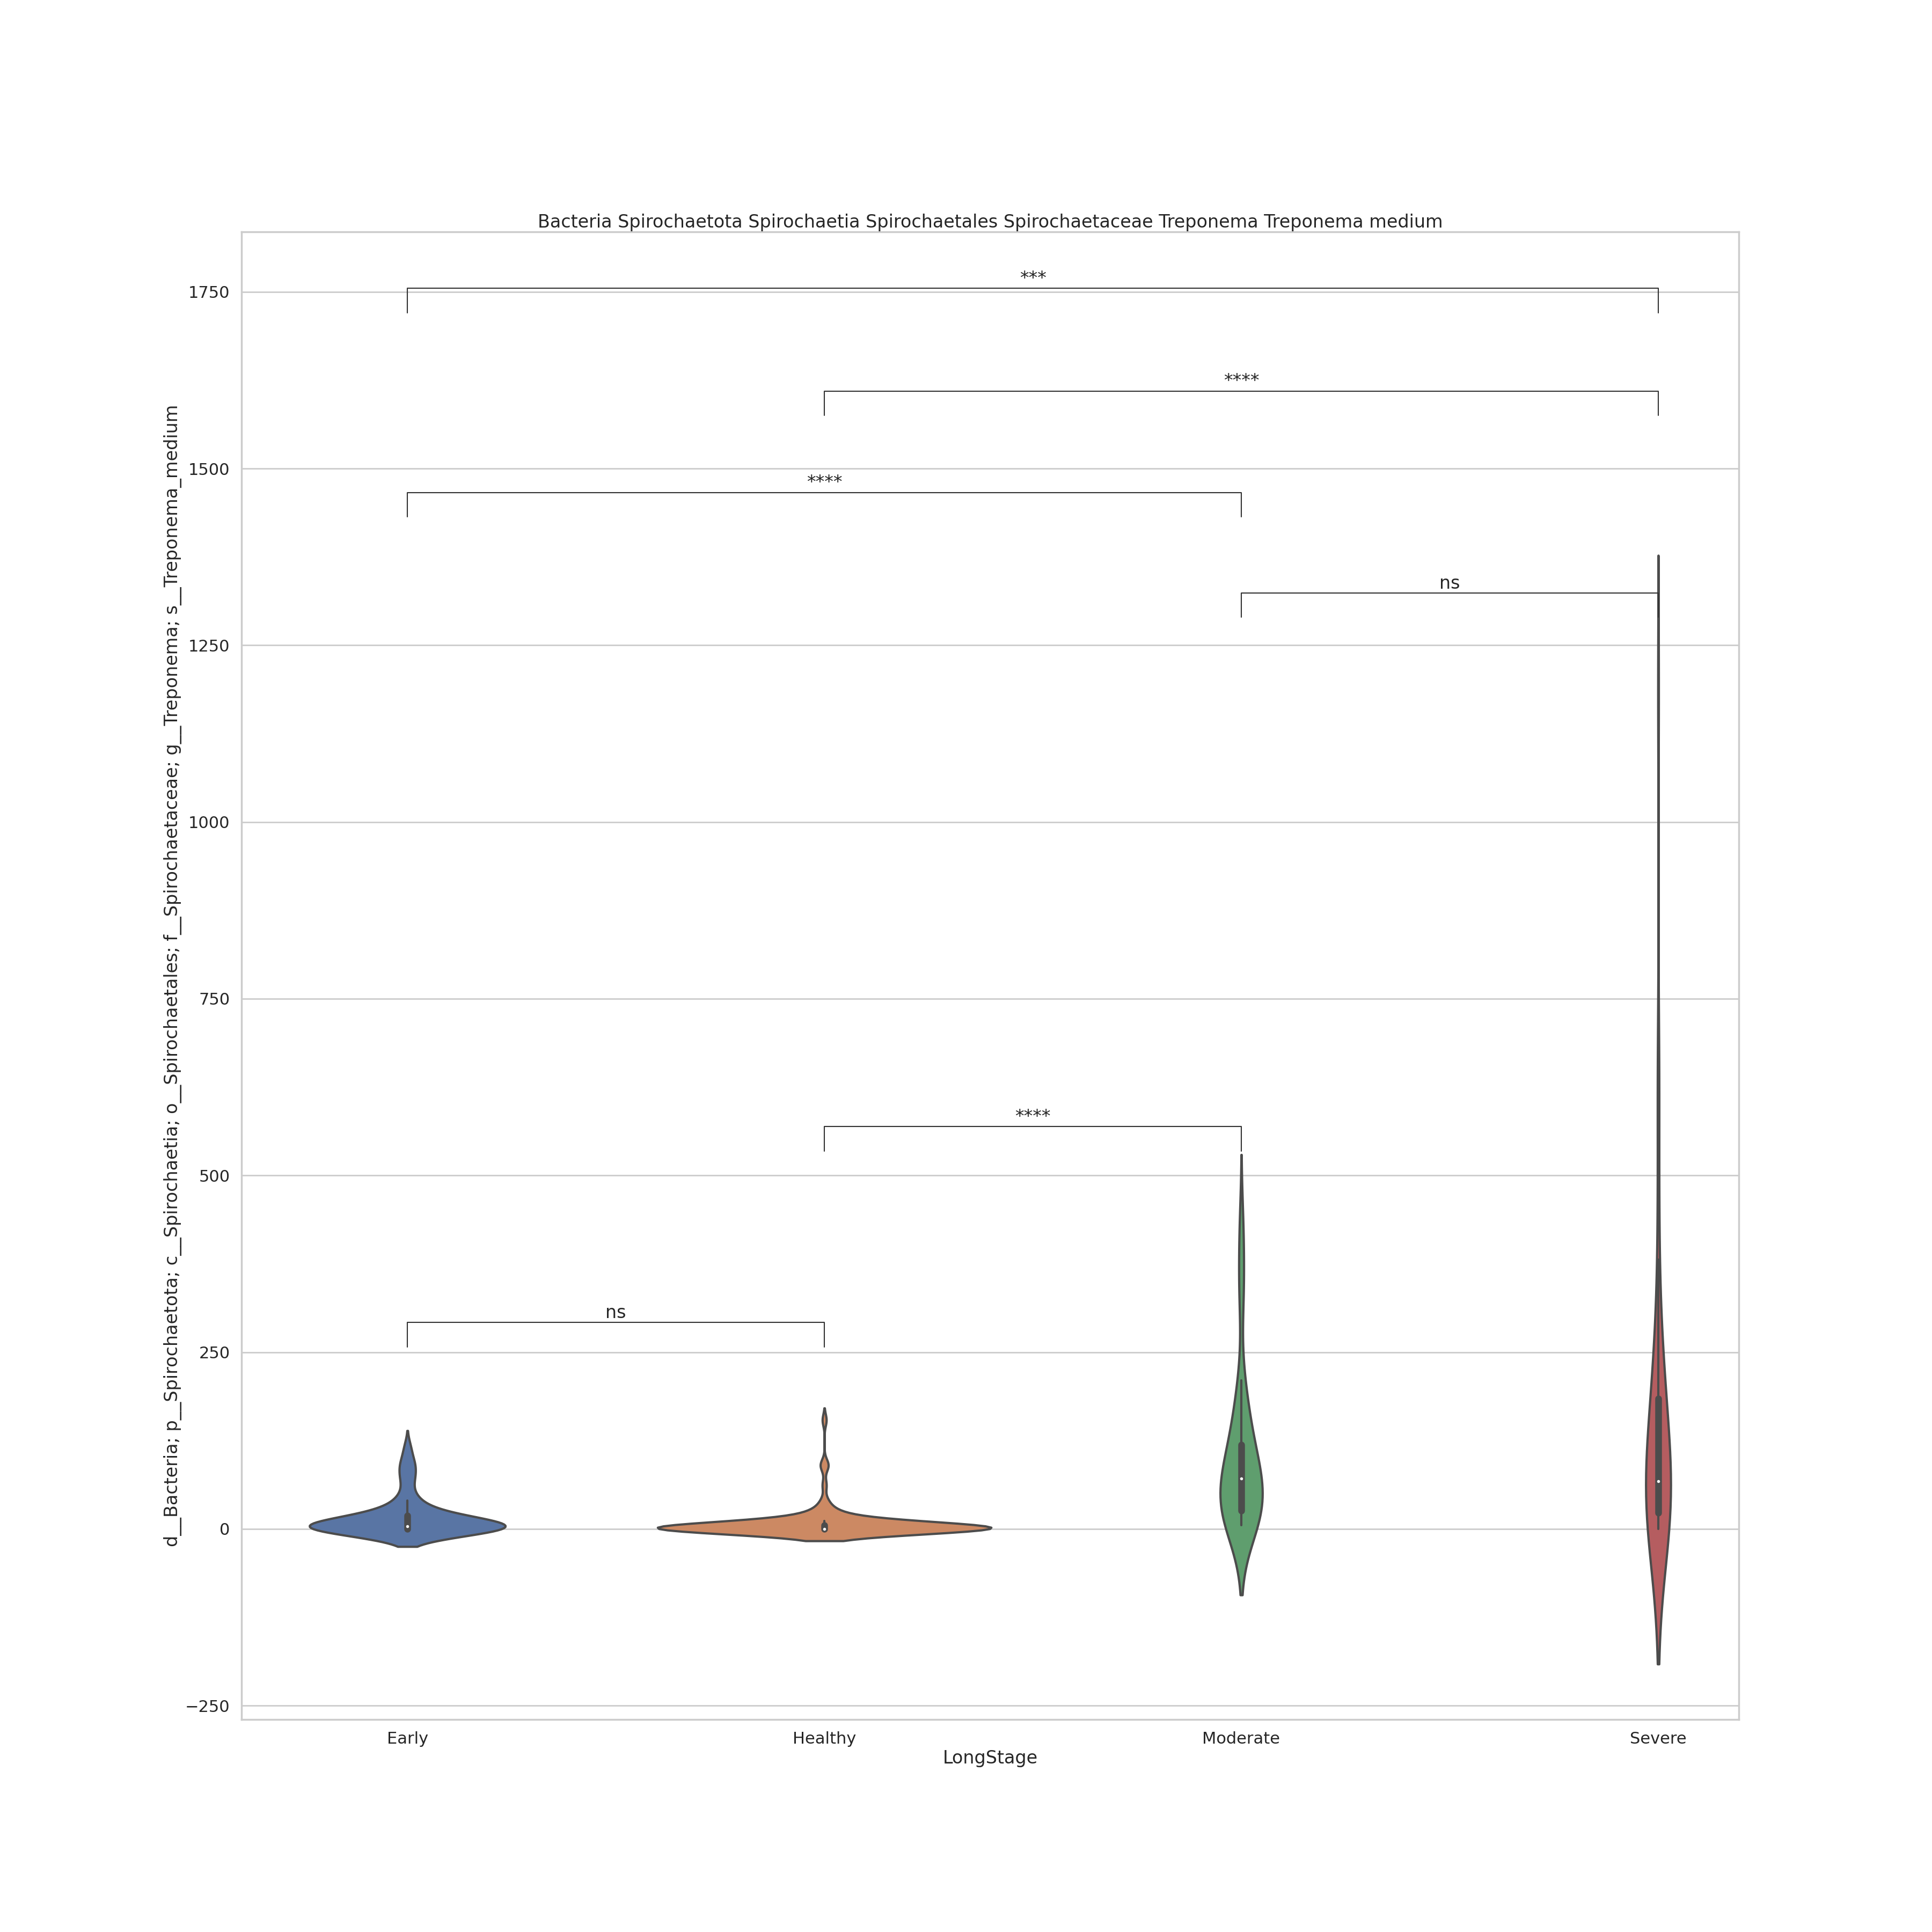 Bacteria Spirochaetota Spirochaetia Spirochaetales Spirochaetaceae Treponema Treponema medium
d__Bacteria; p__Spirochaetota; c__Spirochaetia; o__Spirochaetales; f__Spirochaetaceae; g__Treponema; s__Treponema_medium
1750
1500
1250
1000
750
500
250
0
−250
***
****
****
ns
****
ns
Early Healthy Moderate Severe
LongStage